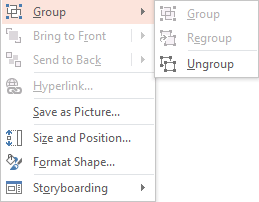 Group
Bring to Front
Send to Back
Hyperlink...
Save as Picture...
Size and Position...
Format Shape...
Storyboarding
Group
Regroup
Ungroup